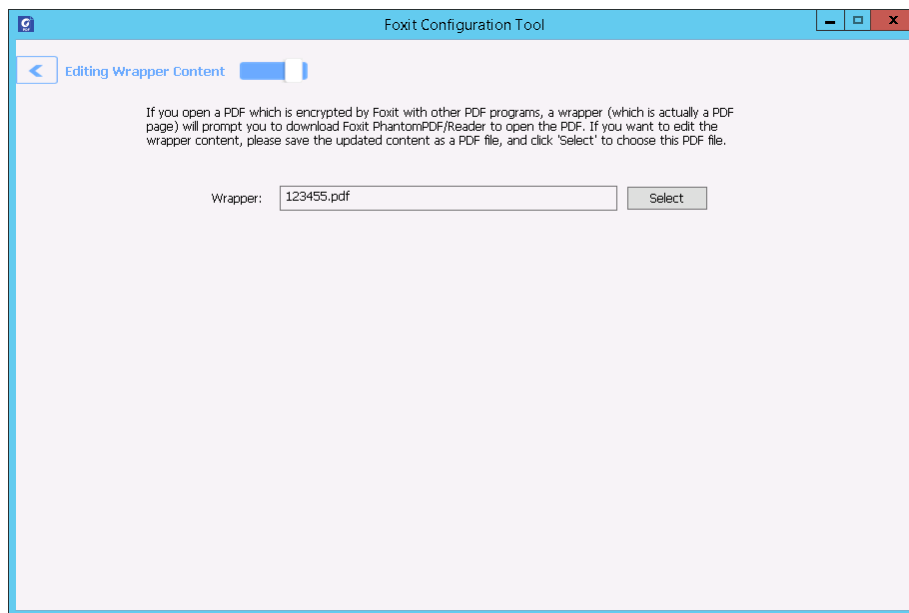 Foxit Configuration Tool
Editing Wrapper Content
If you open a PDF which is encrypted by Foxit with other PDF programs, a wrapper (which is actually a PDF
page) will prompt you to download Foxit PhantomPDF/Reader to open the PDF. If you want to edit the
wrapper content, please save the updated content as a PDF file, and click 'Select' to choose this PDF file.
Wrapper: 123455.pdf Select